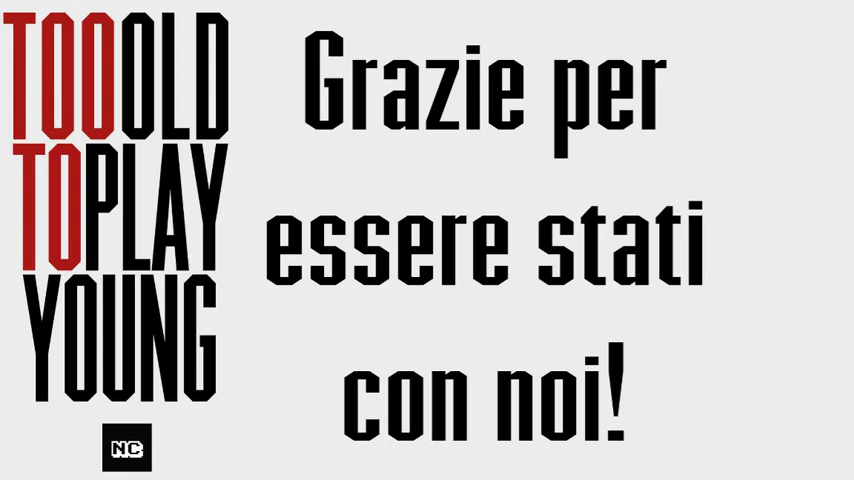 TOOOLD
TOPLAY
YOUNG
NC
Grazie per
essere stati
con noi!